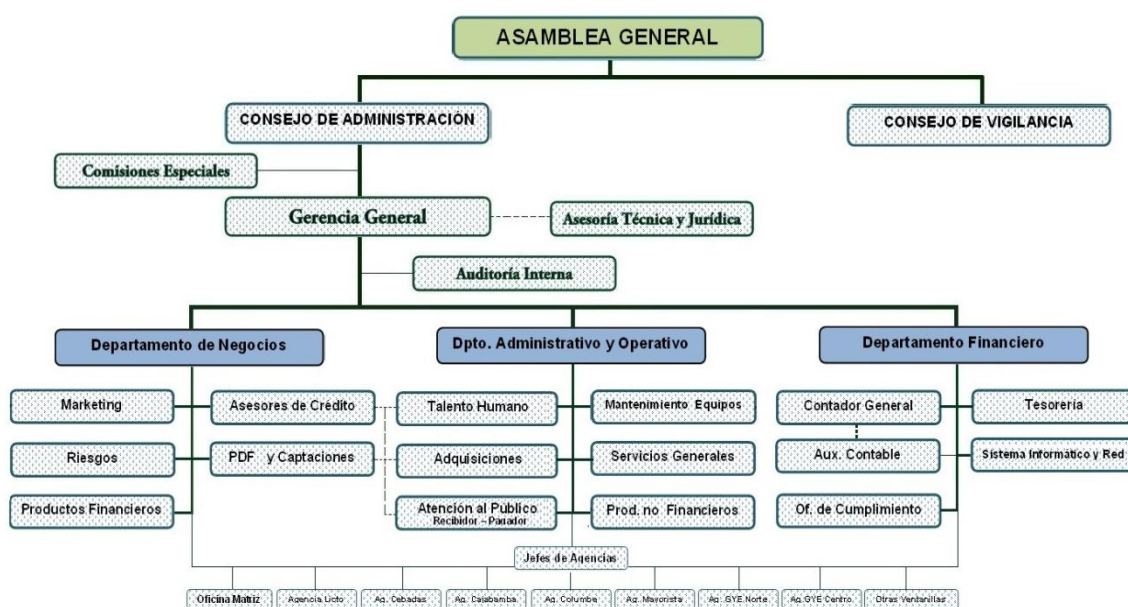 ASAMBLEA GENERAL
CONSEJO DE ADMINISTRACIÓN
CONSEJO DE VIGILANCIA
Comisiones Especiales
Gerencia General
Asesoría Técnica y Jurídica
Auditoría Interna
Departamento de Negocios
Dpto. Administrativo y Operativo
Departamento Financiero
Marketing
Asesores de Crédito
Talento Humano
Mantenimiento Equipos
Contador General
Tesorería
Riesgos
PDF y Captaciones
Adquisiciones
Servicios Generales
Aux. Contable
Sistema Informático y Red
Productos Financieros
Atención al Público
Recibidor – Pagador
Prod. no Financieros
Of. de Cumplimiento
Jefes de Agencias
Oficina Matriz
Agencia Licto
Ag. Cebadas
Ag. Cajabamba
Ag. Columbe
Ag. Mayorista
Ag. GYE Norte
Ag. GYE Centro
Otras Ventanillas